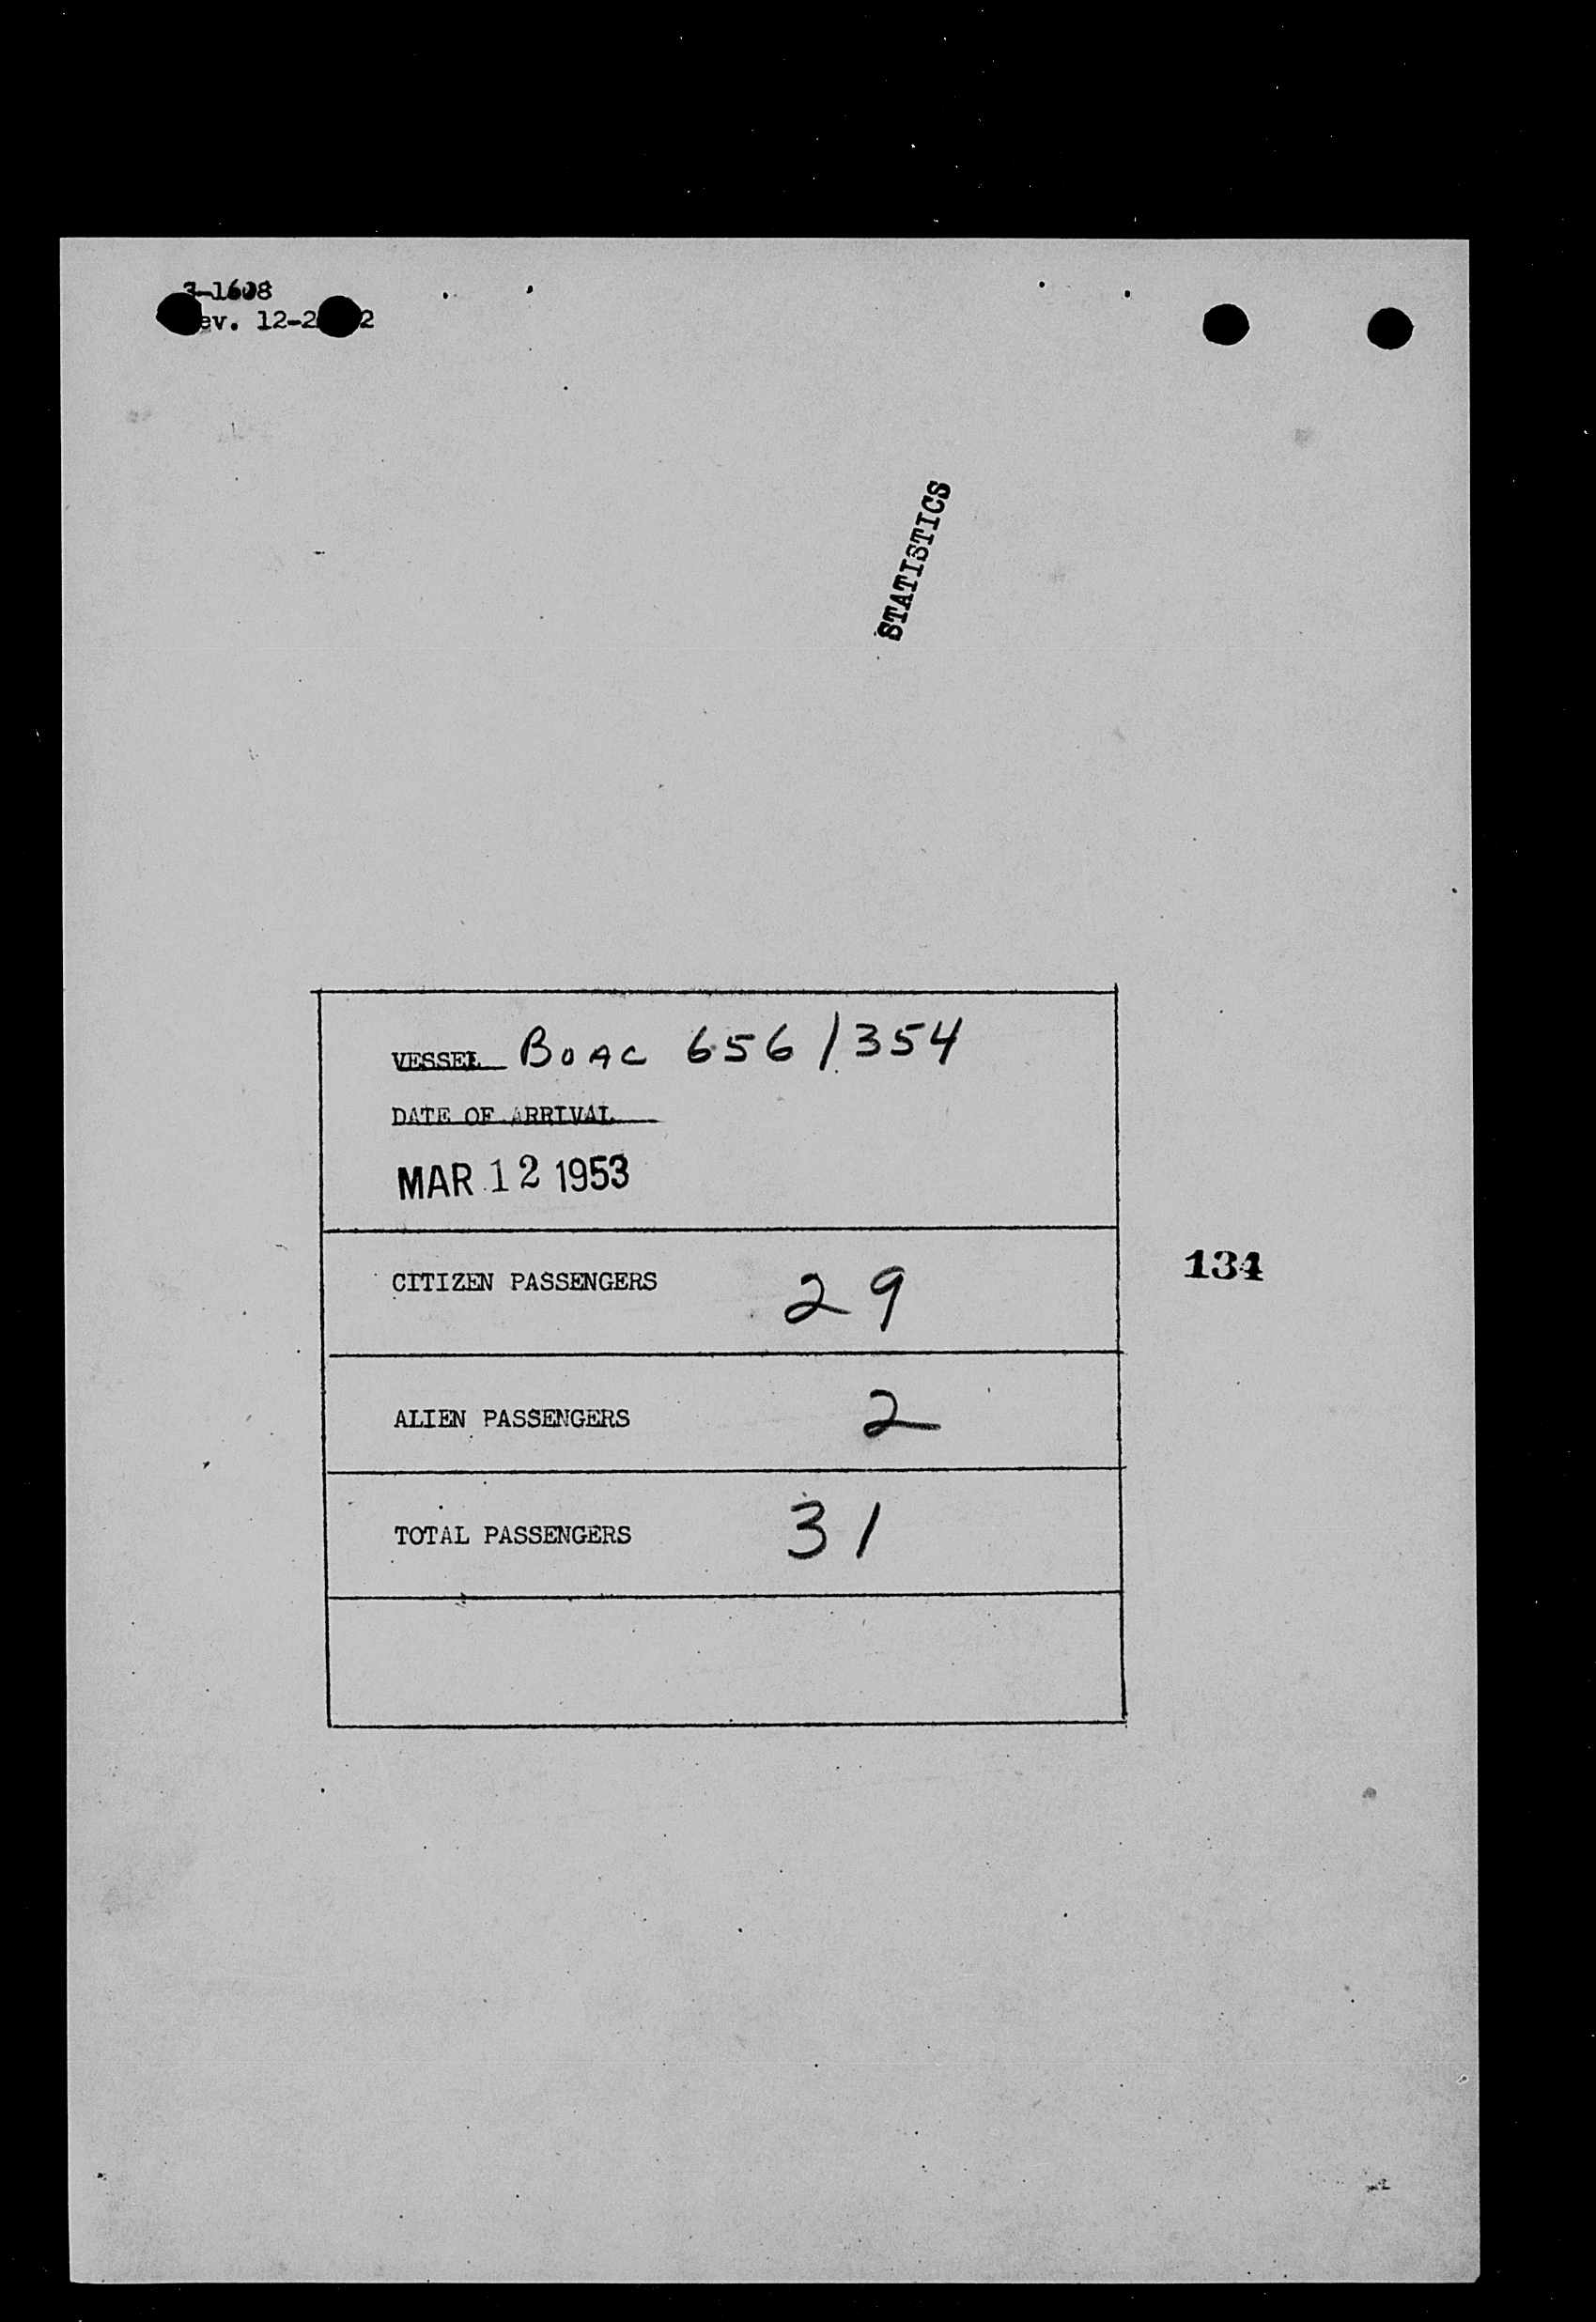 3-1608
ev. 12-2 2
STATISTICS
VESSEL BOAC 656/354
DATE OF ARRIVAL
MAR 12 1953
CITIZEN PASSENGERS 29
134
ALIEN PASSENGERS 2
TOTAL PASSENGERS 31